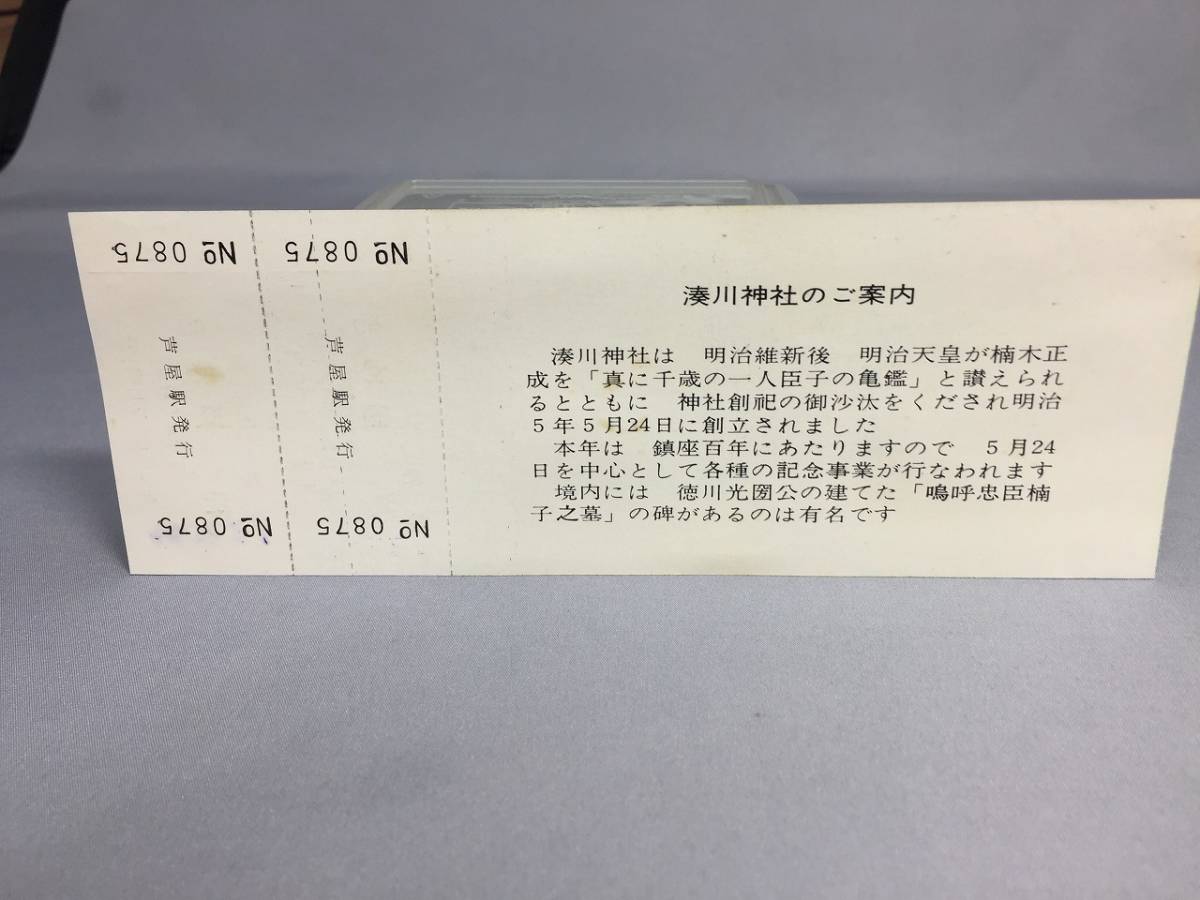 № 0875
芦屋駅発行
№ 0875
№ 0875
芦屋駅発行
№ 0875
湊川神社のご案内
湊川神社は　明治維新後　明治天皇が楠木正
成を「真に千歳の一人臣子の亀鑑」と讃えられ
るとともに　神社創祀の御沙汰をくだされ明治
5年5月24日に創立されました
本年は　鎮座百年にあたりますので　5月24
日を中心として各種の記念事業が行なわれます
境内には　徳川光圀公の建てた「嗚呼忠臣楠
子之墓」の碑があるのは有名です